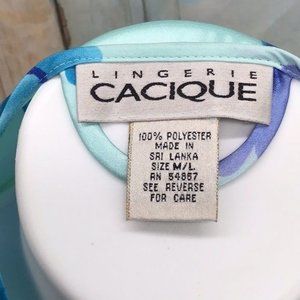 LINGERIE
CACIQUE
100% POLYESTER
MADE IN
SRI LANKA
SIZE M/L
RN 54867
SEE REVERSE
FOR CARE